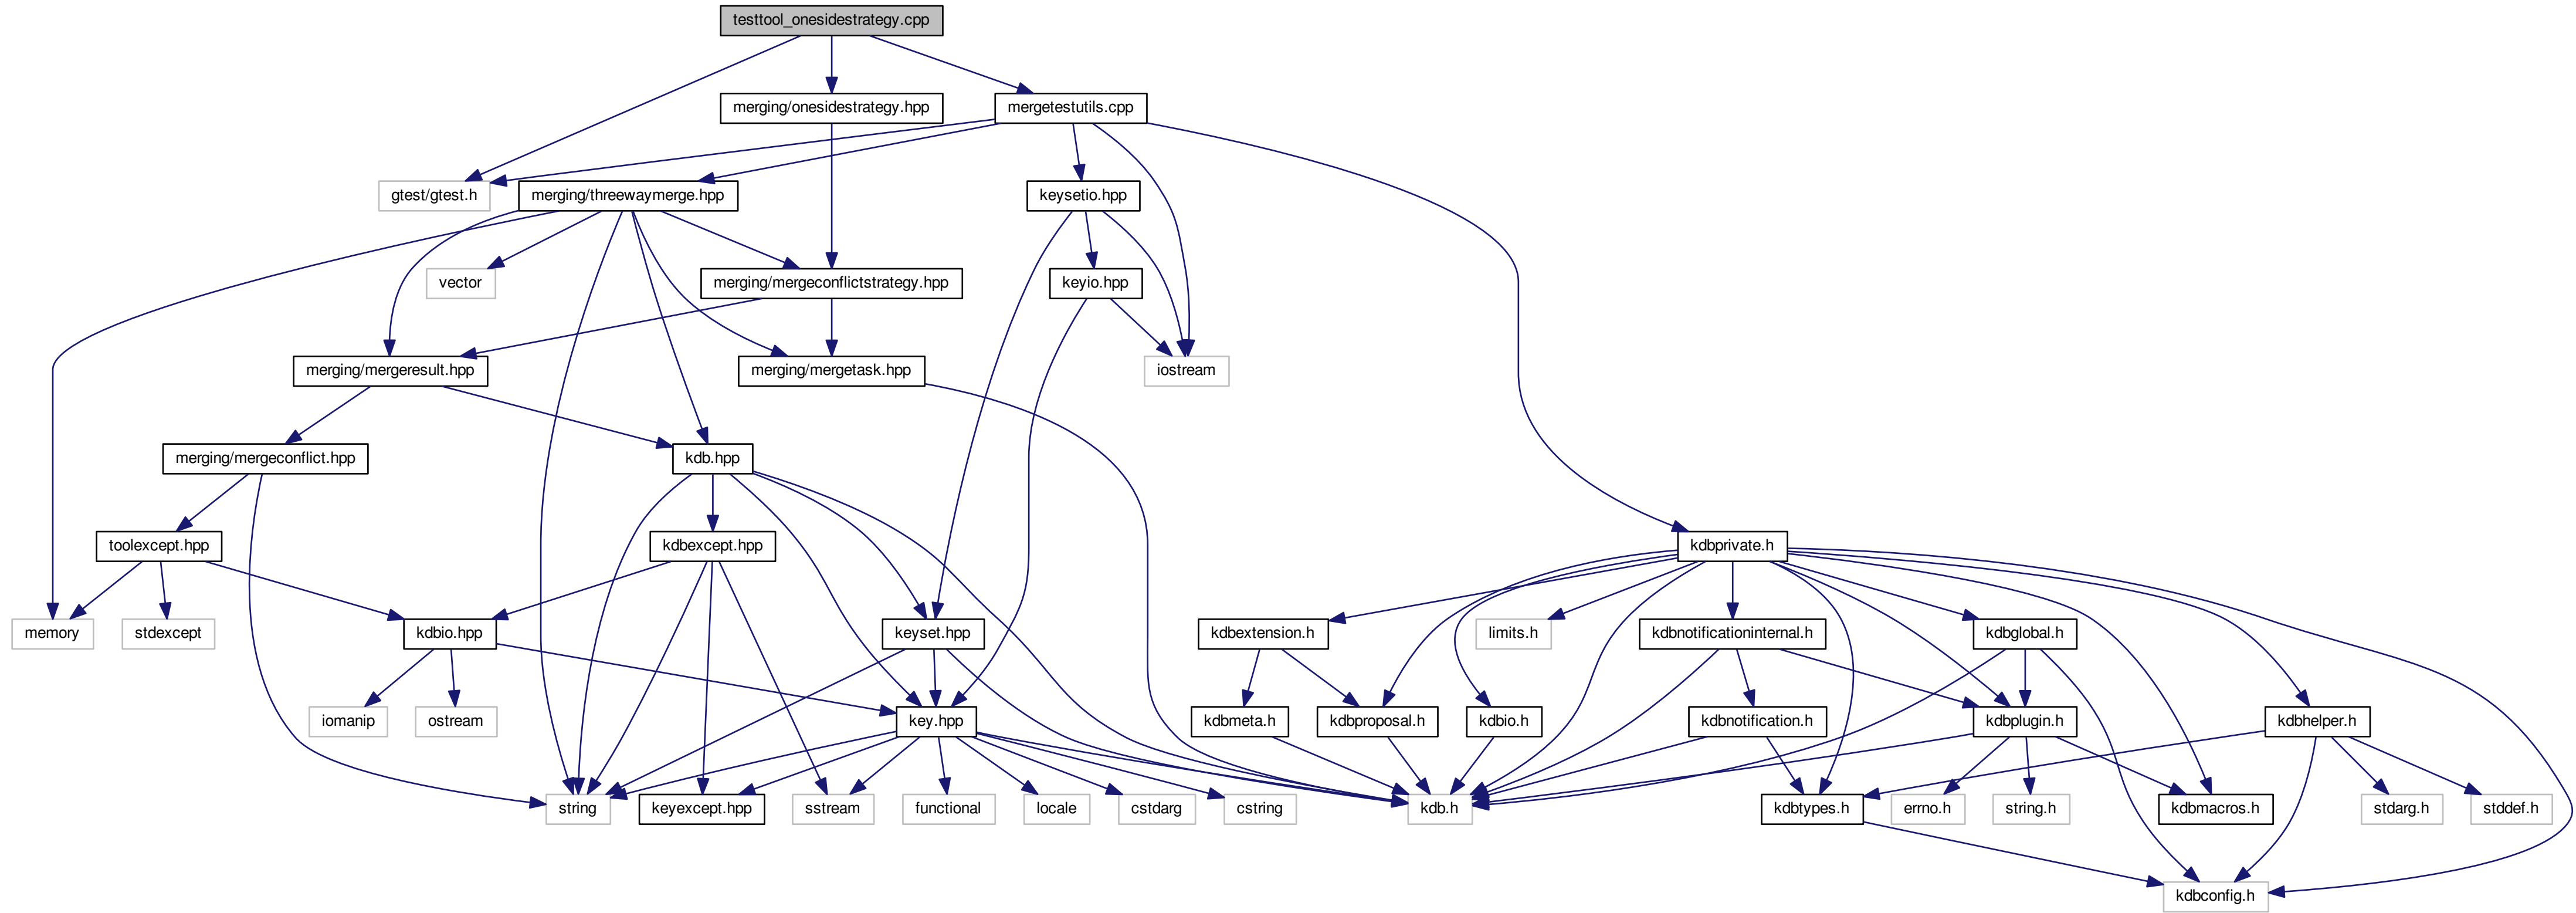 testtool_onesidestrategy.cpp
merging/onesidestrategy.hpp
mergetestutils.cpp
gtest/gtest.h
merging/threewaymerge.hpp
keysetio.hpp
vector
merging/mergeconflictstrategy.hpp
keyio.hpp
merging/mergeresult.hpp
merging/mergetask.hpp
iostream
merging/mergeconflict.hpp
kdb.hpp
toolexcept.hpp
kdbexcept.hpp
kdbprivate.h
memory
stdexcept
kdbio.hpp
keyset.hpp
kdbextension.h
limits.h
kdbnotificationinternal.h
kdbglobal.h
iomanip
ostream
key.hpp
kdbmeta.h
kdbproposal.h
kdbio.h
kdbnotification.h
kdbplugin.h
kdbhelper.h
string
keyexcept.hpp
sstream
functional
locale
cstdarg
cstring
kdb.h
kdbtypes.h
errno.h
string.h
kdbmacros.h
stdarg.h
stddef.h
kdbconfig.h